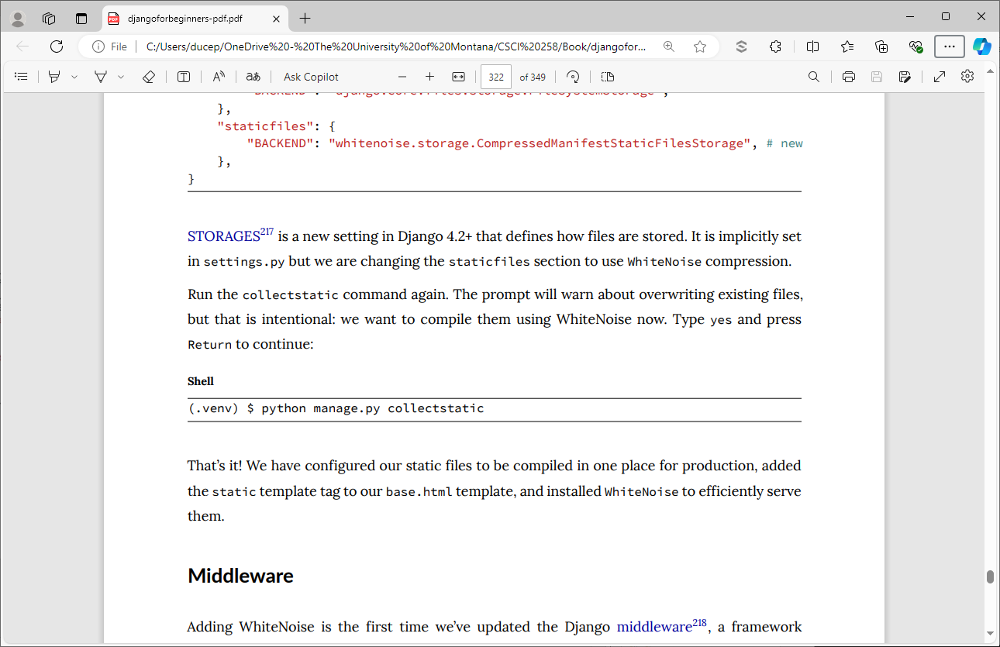 djangoforbeginners-pdf.pdf
File
C:/Users/ducep/OneDrive%20-%20The%20University%20of%20Montana/CSCI%20258/Book/djangofor...
Ask Copilot
322 of 349
"BACKEND": "django.core.files.storage.FileSystemStorage",
},
"staticfiles": {
"BACKEND": "whitenoise.storage.CompressedManifestStaticFilesStorage", # new
},
}
STORAGES217 is a new setting in Django 4.2+ that defines how files are stored. It is implicitly set
in settings.py but we are changing the staticfiles section to use WhiteNoise compression.
Run the collectstatic command again. The prompt will warn about overwriting existing files,
but that is intentional: we want to compile them using WhiteNoise now. Type yes and press
Return to continue:
Shell
(.venv) $ python manage.py collectstatic
That's it! We have configured our static files to be compiled in one place for production, added
the static template tag to our base.html template, and installed WhiteNoise to efficiently serve
them.
Middleware
Adding WhiteNoise is the first time we've updated the Django middleware218, a framework